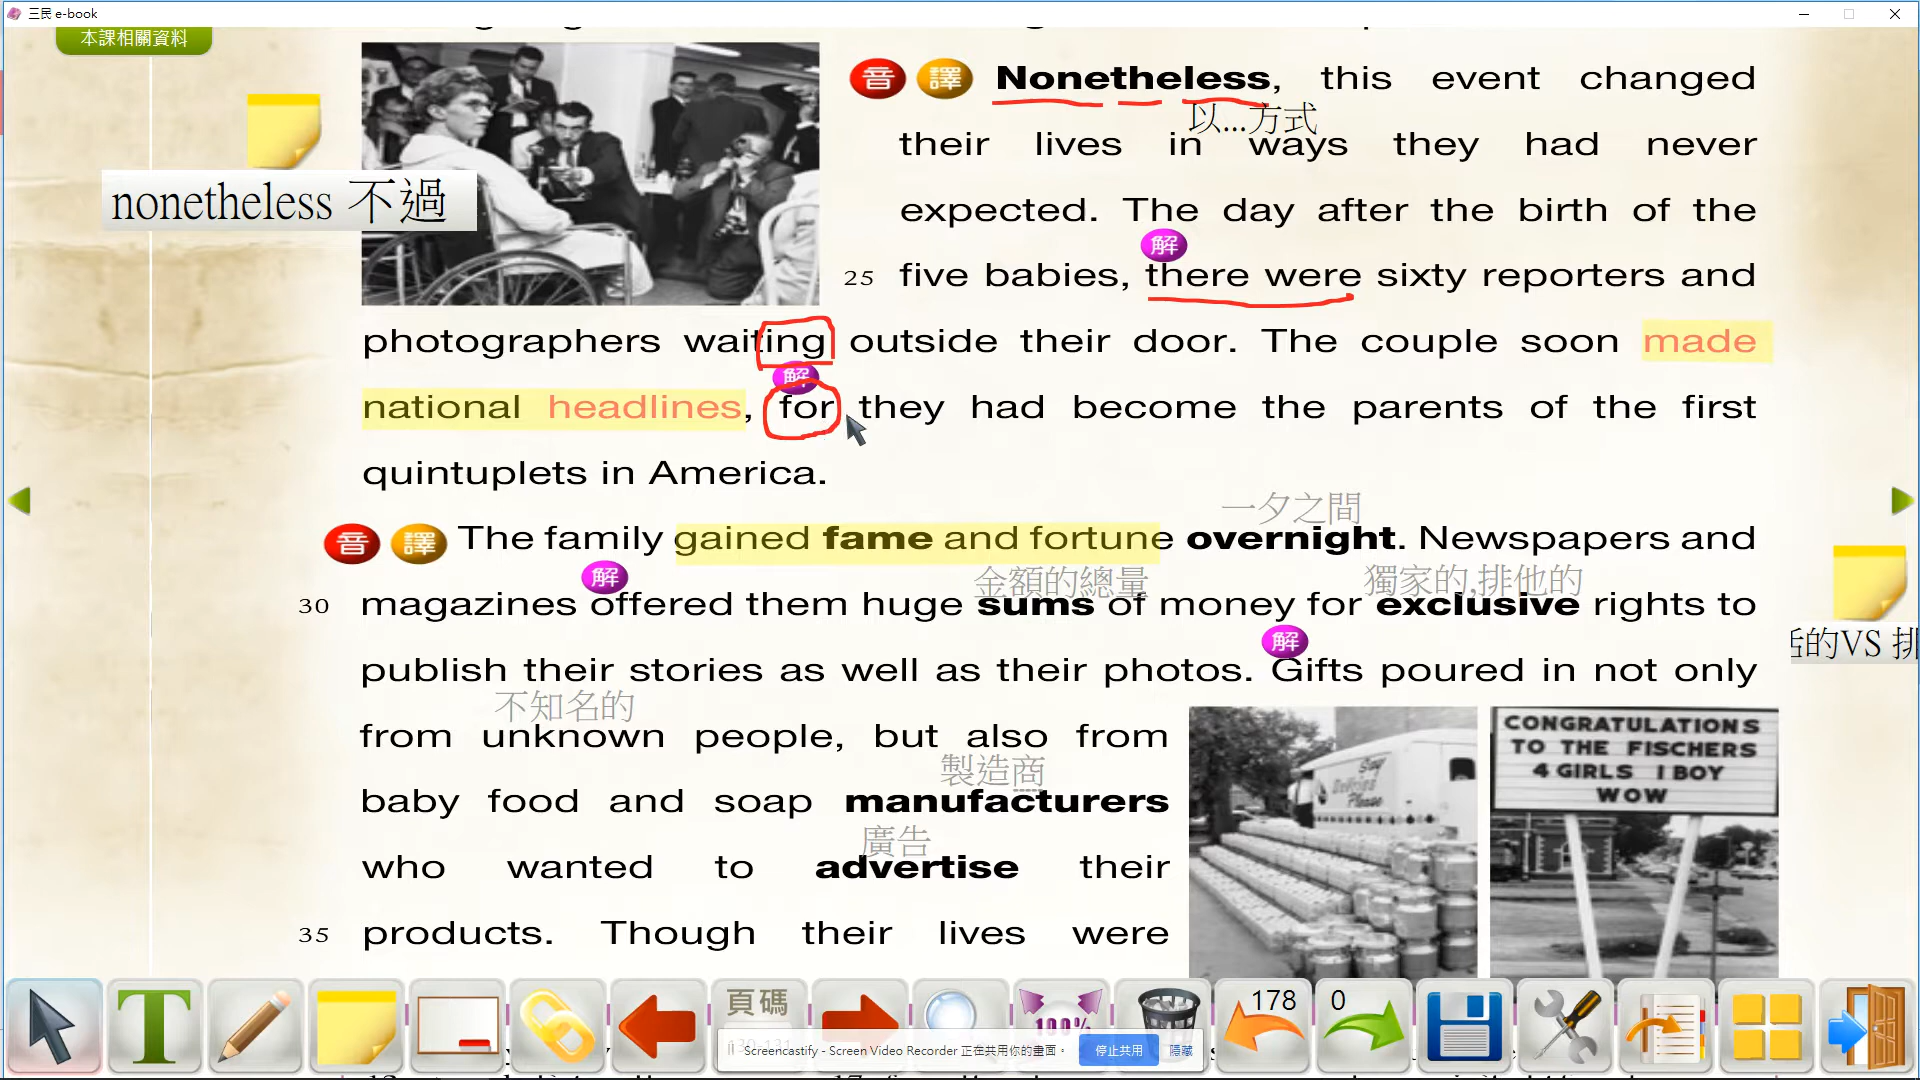 三民 e-book
本課相關資料
音 譯 Nonetheless, this event changed
以...方式
their lives in ways they had never
nonetheless 不過
expected. The day after the birth of the
解
25 five babies, there were sixty reporters and
photographers waiting outside their door. The couple soon made
解
national headlines, for they had become the parents of the first
quintuplets in America.
一夕之間
音 譯 The family gained fame and fortune overnight. Newspapers and
解 金額的總量 獨家的,排他的
30 magazines offered them huge sums of money for exclusive rights to
解
的VS 排
publish their stories as well as their photos. Gifts poured in not only
不知名的
from unknown people, but also from
製造商
baby food and soap manufacturers
廣告
who wanted to advertise their
35 products. Though their lives were
Say
Please
CONGRATULATIONS
TO THE FISCHERS
4 GIRLS 1 BOY
WOW
T
頁碼
100%
178
0
Screencastify - Screen Video Recorder 正在共用你的畫面。 停止共用 隱藏